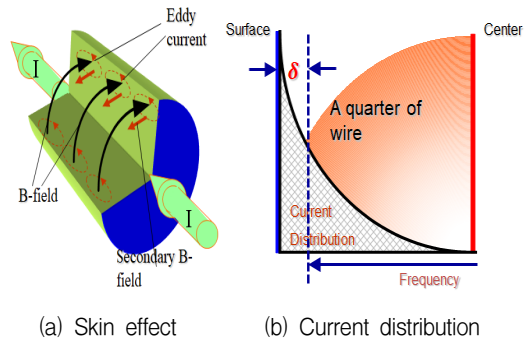 Eddy
current
I
B-field
I
Secondary B-
field
(a) Skin effect
Surface
Center
δ
A quarter of
wire
Current
Distribution
Frequency
(b) Current distribution